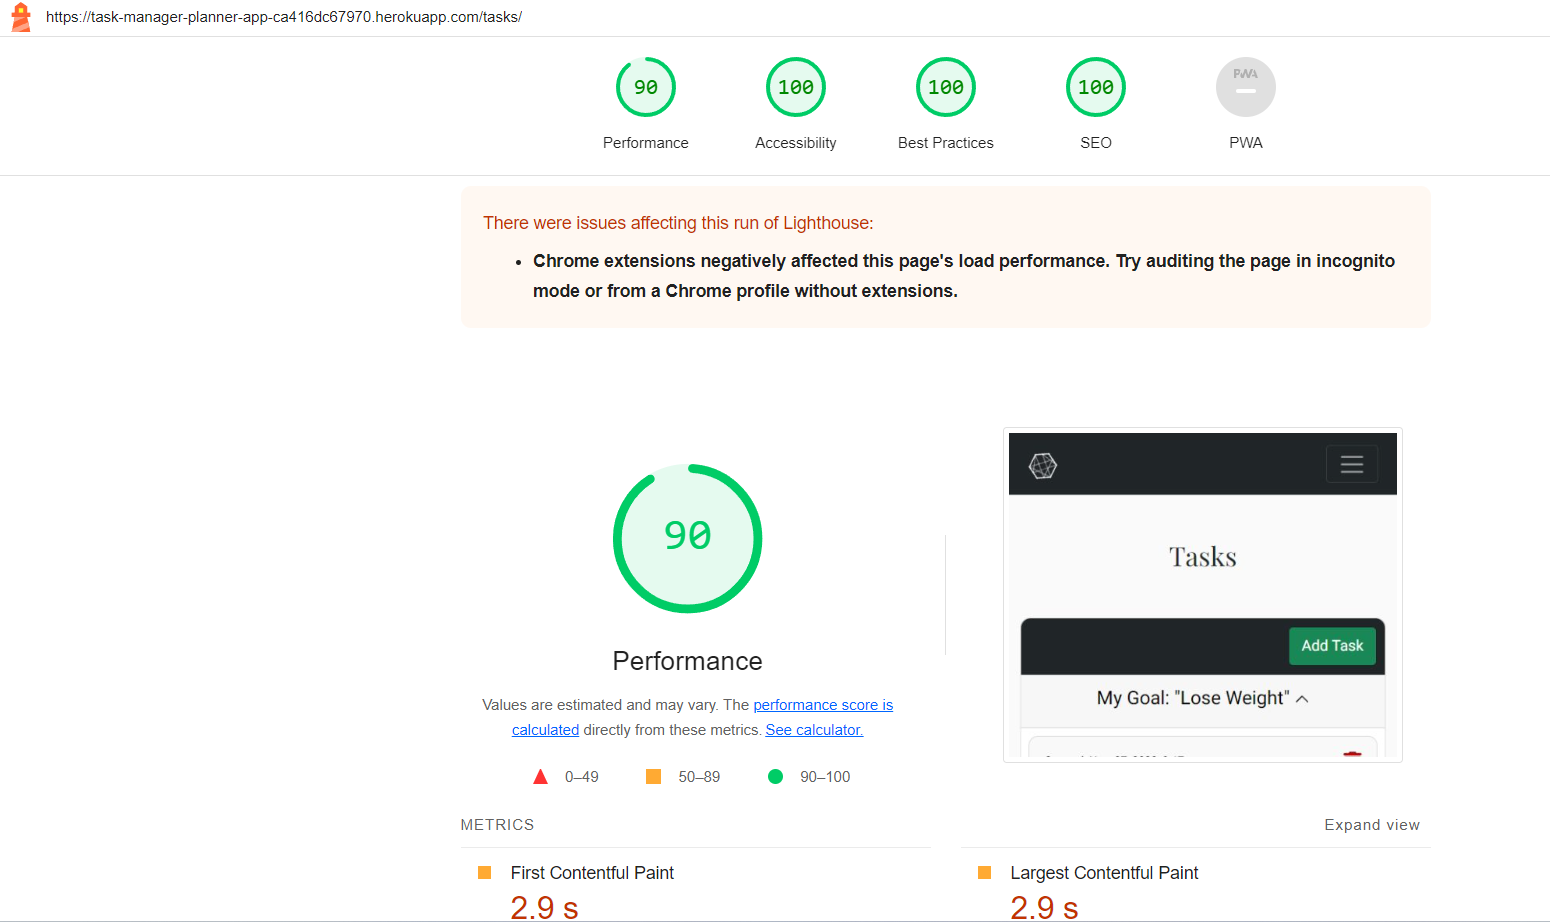 https://task-manager-planner-app-ca416dc67970.herokuapp.com/tasks/
90
100
100
100
PWA
Performance
Accessibility
Best Practices
SEO
PWA
There were issues affecting this run of Lighthouse:
Chrome extensions negatively affected this page's load performance. Try auditing the page in incognito
mode or from a Chrome profile without extensions.
90
Performance
Values are estimated and may vary. The performance score is
calculated directly from these metrics. See calculator.
0–49
50–89
90–100
Tasks
Add Task
My Goal: "Lose Weight"
METRICS
Expand view
First Contentful Paint
2.9 s
Largest Contentful Paint
2.9 s